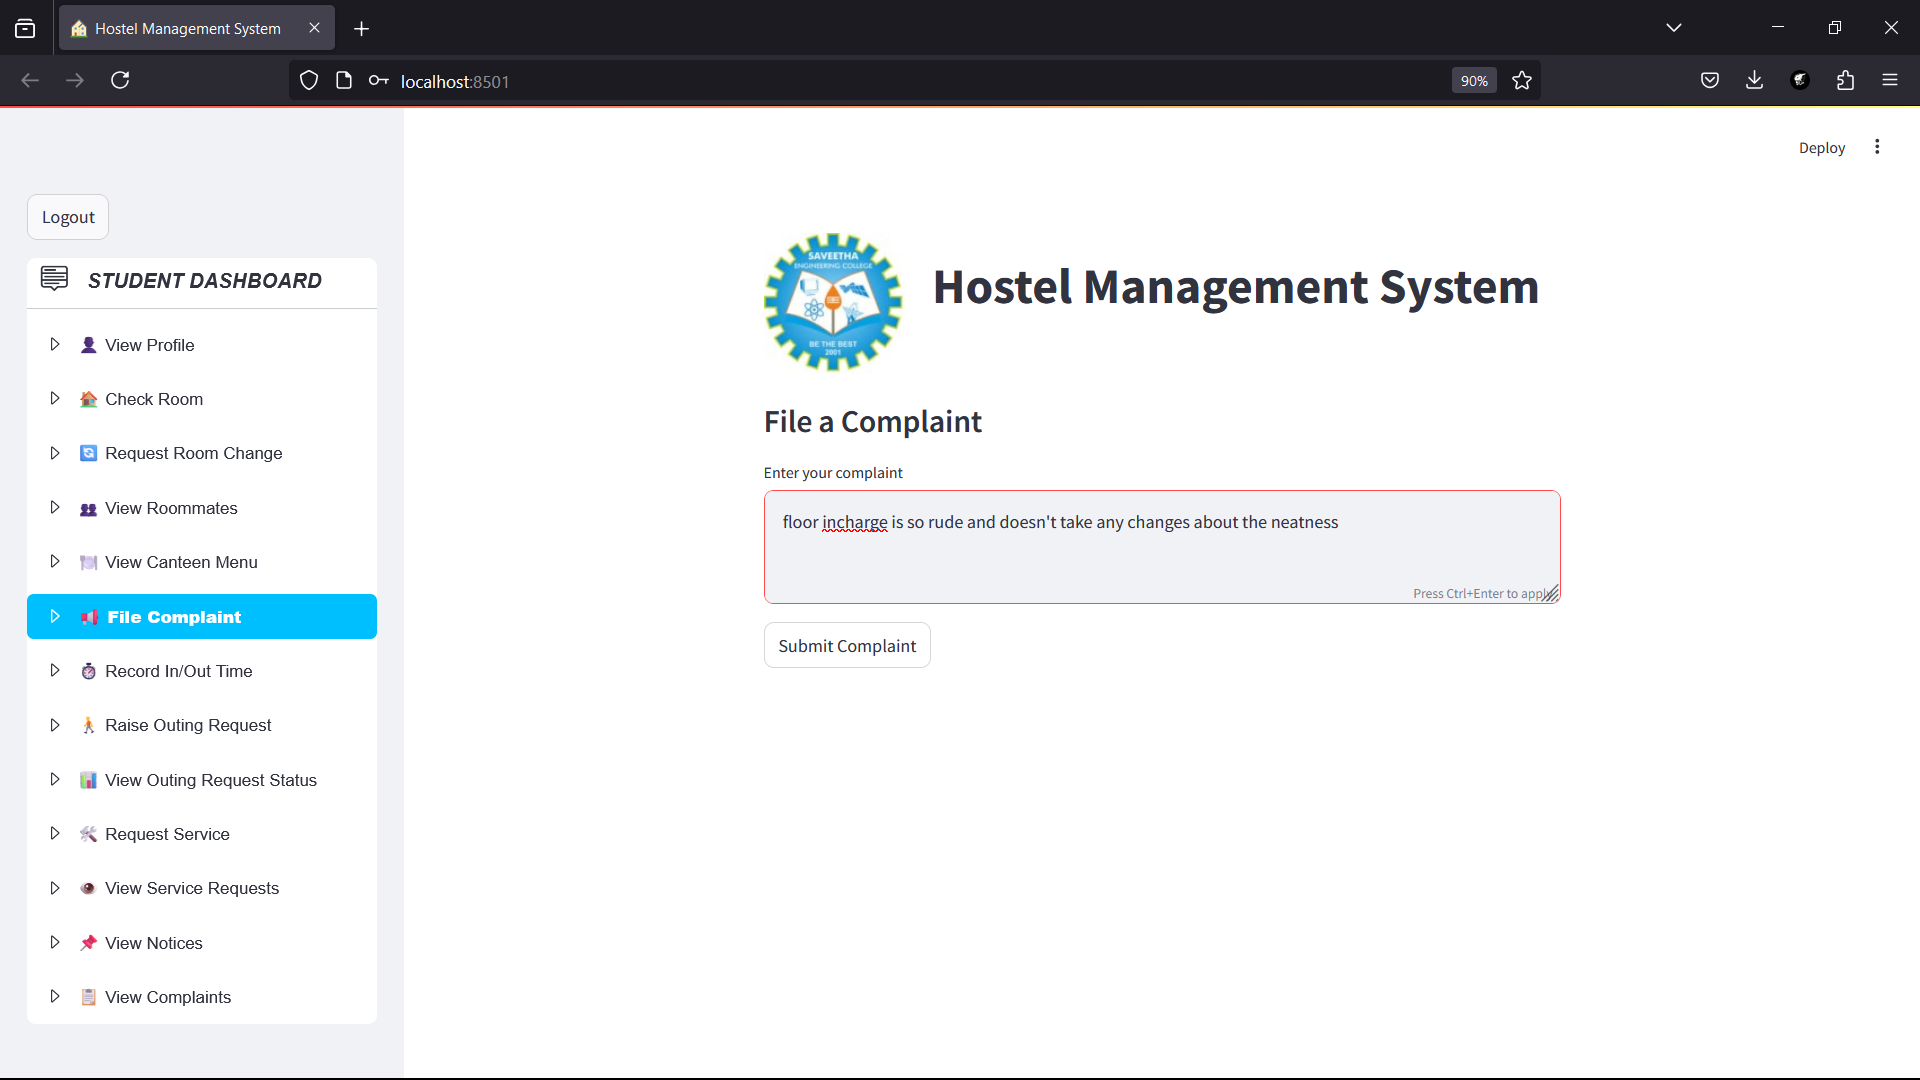 Hostel Management System
localhost:8501
90%
Deploy
Logout
STUDENT DASHBOARD
View Profile
Check Room
Request Room Change
View Roommates
View Canteen Menu
File Complaint
Record In/Out Time
Raise Outing Request
View Outing Request Status
Request Service
View Service Requests
View Notices
View Complaints
SAVEETHA
ENGINEERING COLLEGE
BE THE BEST
2001
Hostel Management System
File a Complaint
Enter your complaint
floor incharge is so rude and doesn't take any changes about the neatness
Press Ctrl+Enter to apply
Submit Complaint